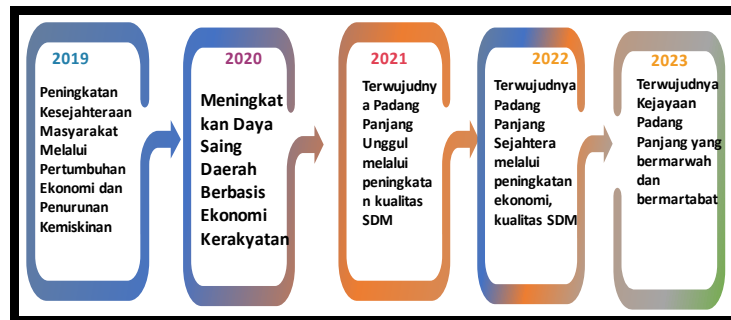 2019
Peningkatan
Kesejahteraan
Masyarakat
Melalui
Pertumbuhan
Ekonomi dan
Penurunan
Kemiskinan
2020
Meningkat
kan Daya
Saing
Daerah
Berbasis
Ekonomi
Kerakyatan
2021
Terwujudny
a Padang
Panjang
Unggul
melalui
peningkata
n kualitas
SDM
2022
Terwujudnya
Padang
Panjang
Sejahtera
melalui
peningkatan
ekonomi,
kualitas SDM
2023
Terwujudnya
Kejayaan
Padang
Panjang yang
bermarwah
dan
bermartabat